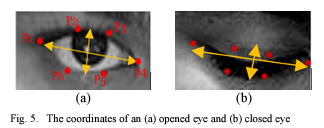 P2 P3
P1 P4
P6 P5
(a) (b)
Fig. 5. The coordinates of an (a) opened eye and (b) closed eye